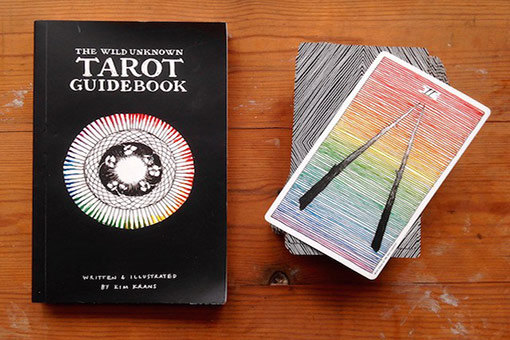 THE WILD UNKNOWN
TAROT
GUIDEBOOK
WRITTEN & ILLUSTRATED
BY KIM KRANS